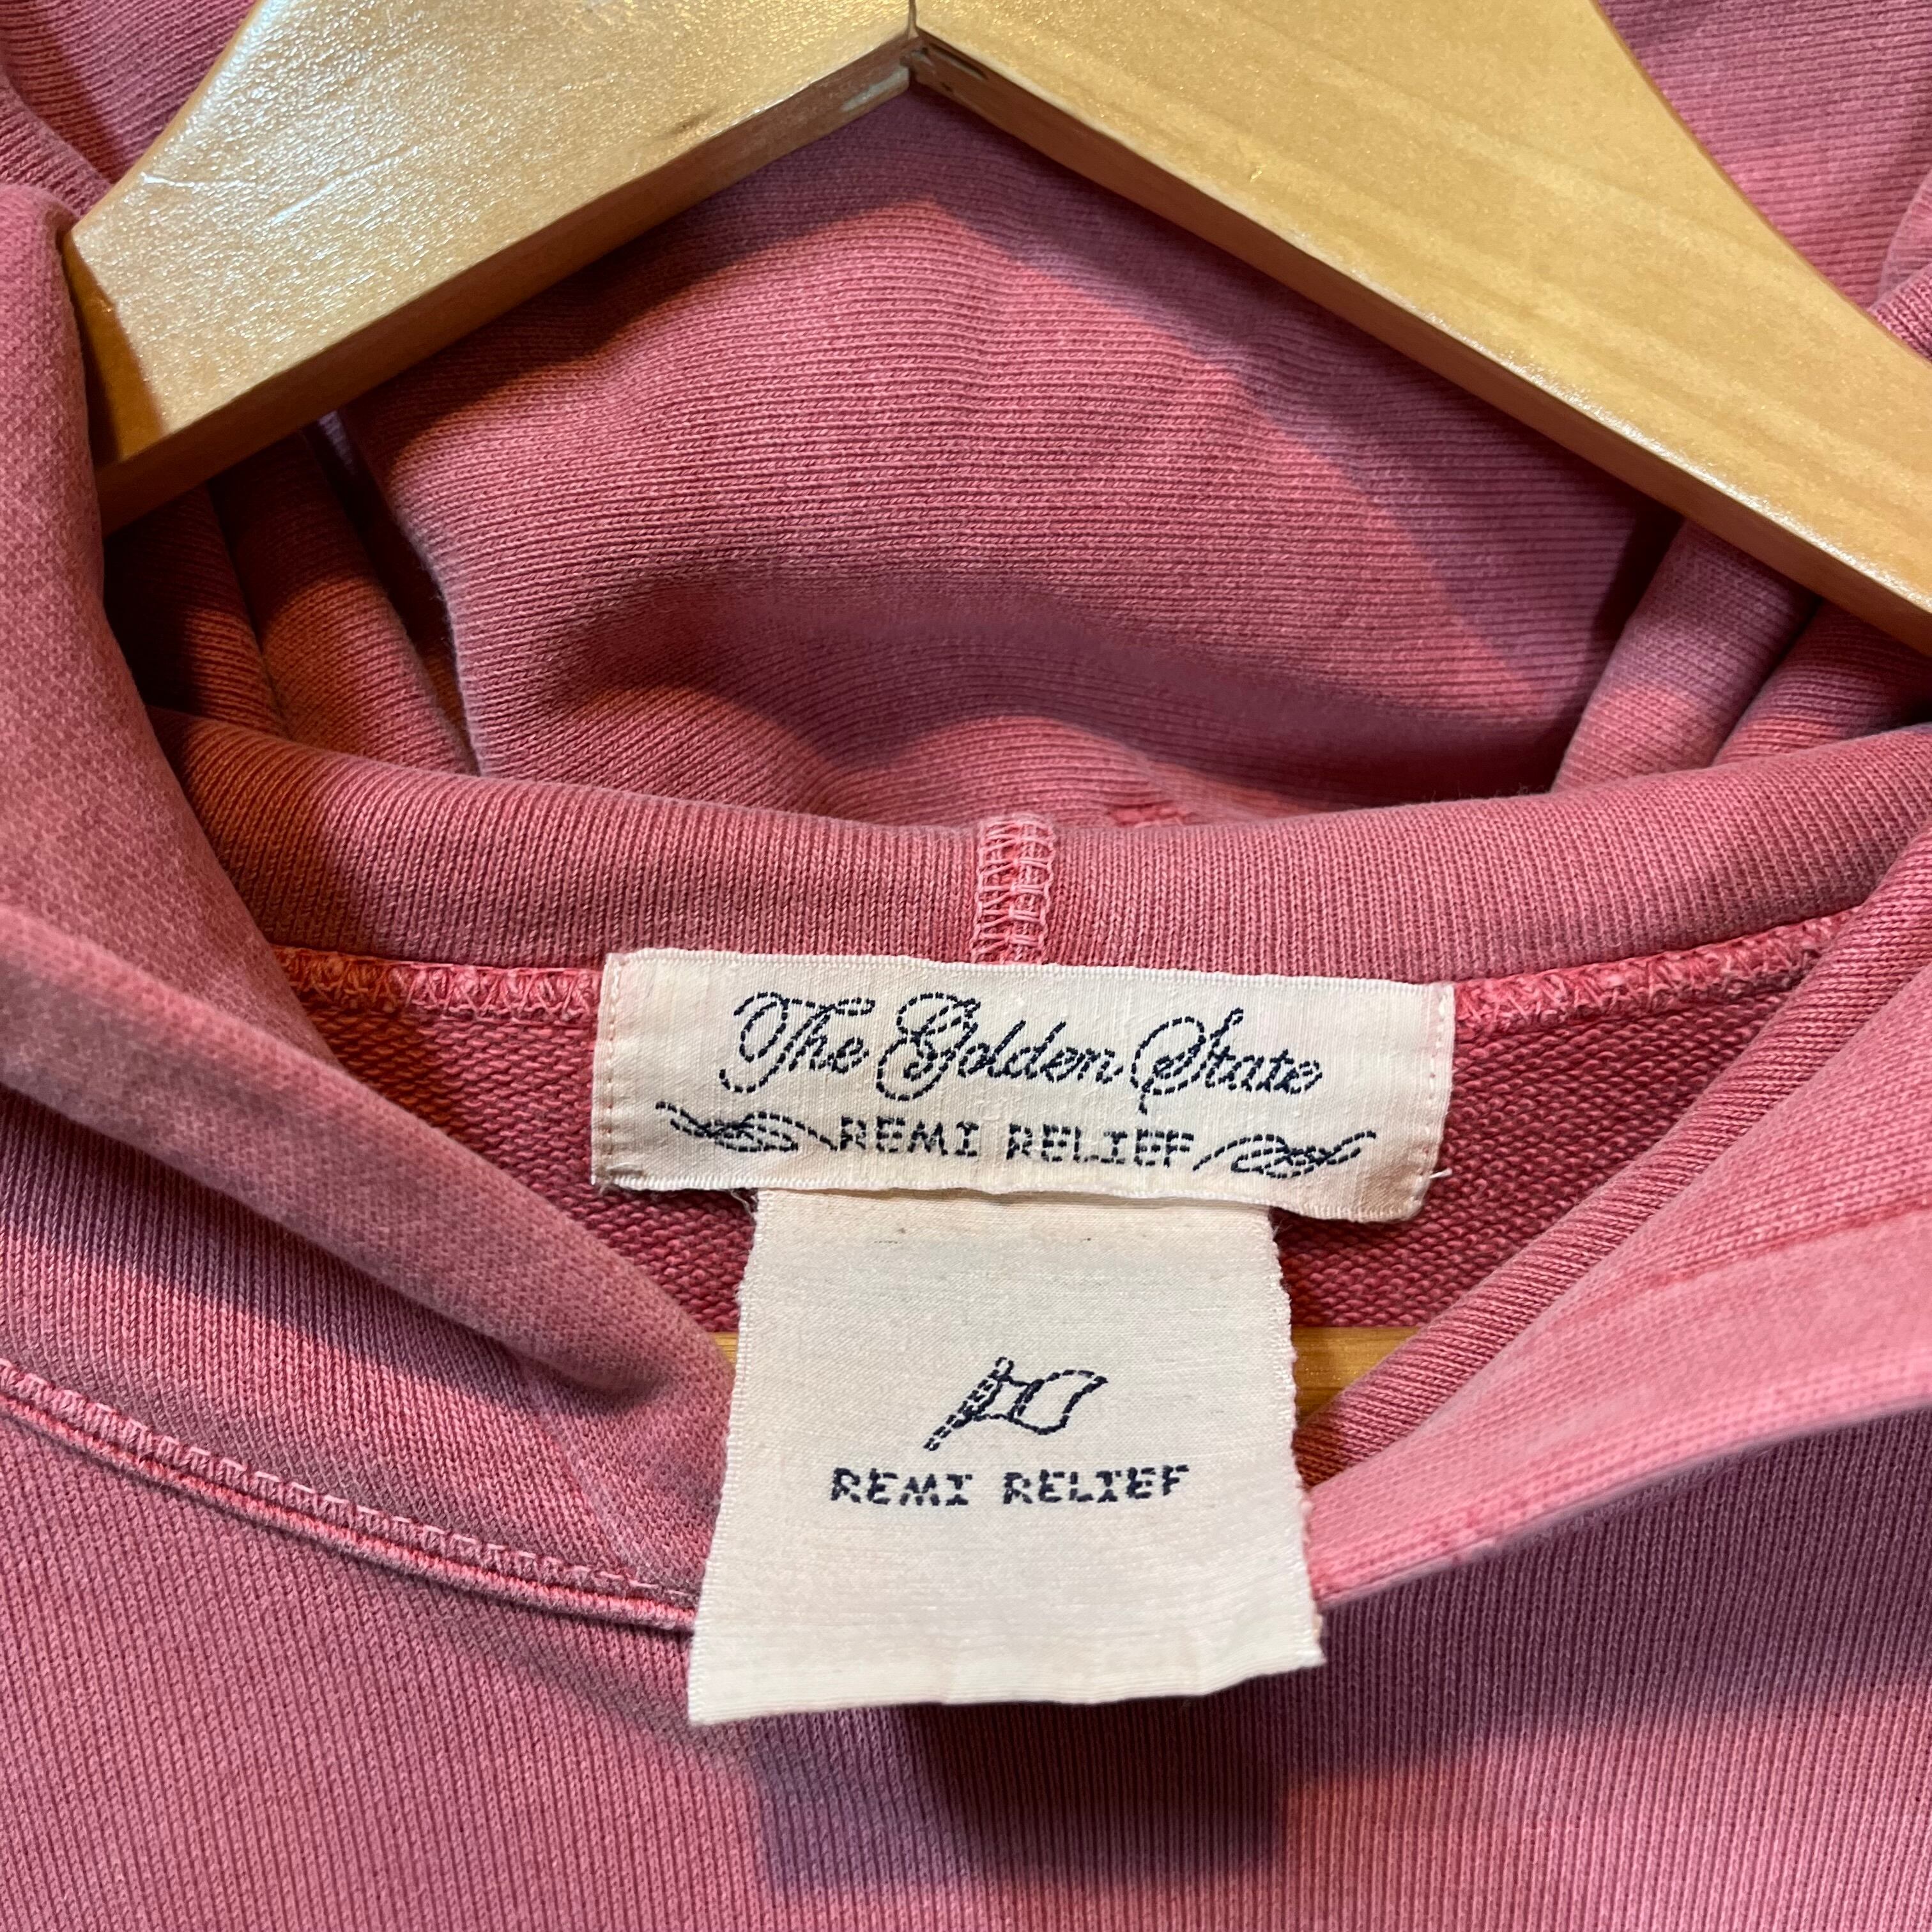 The Golden State
REMI RELIEF
REMI RELIEF